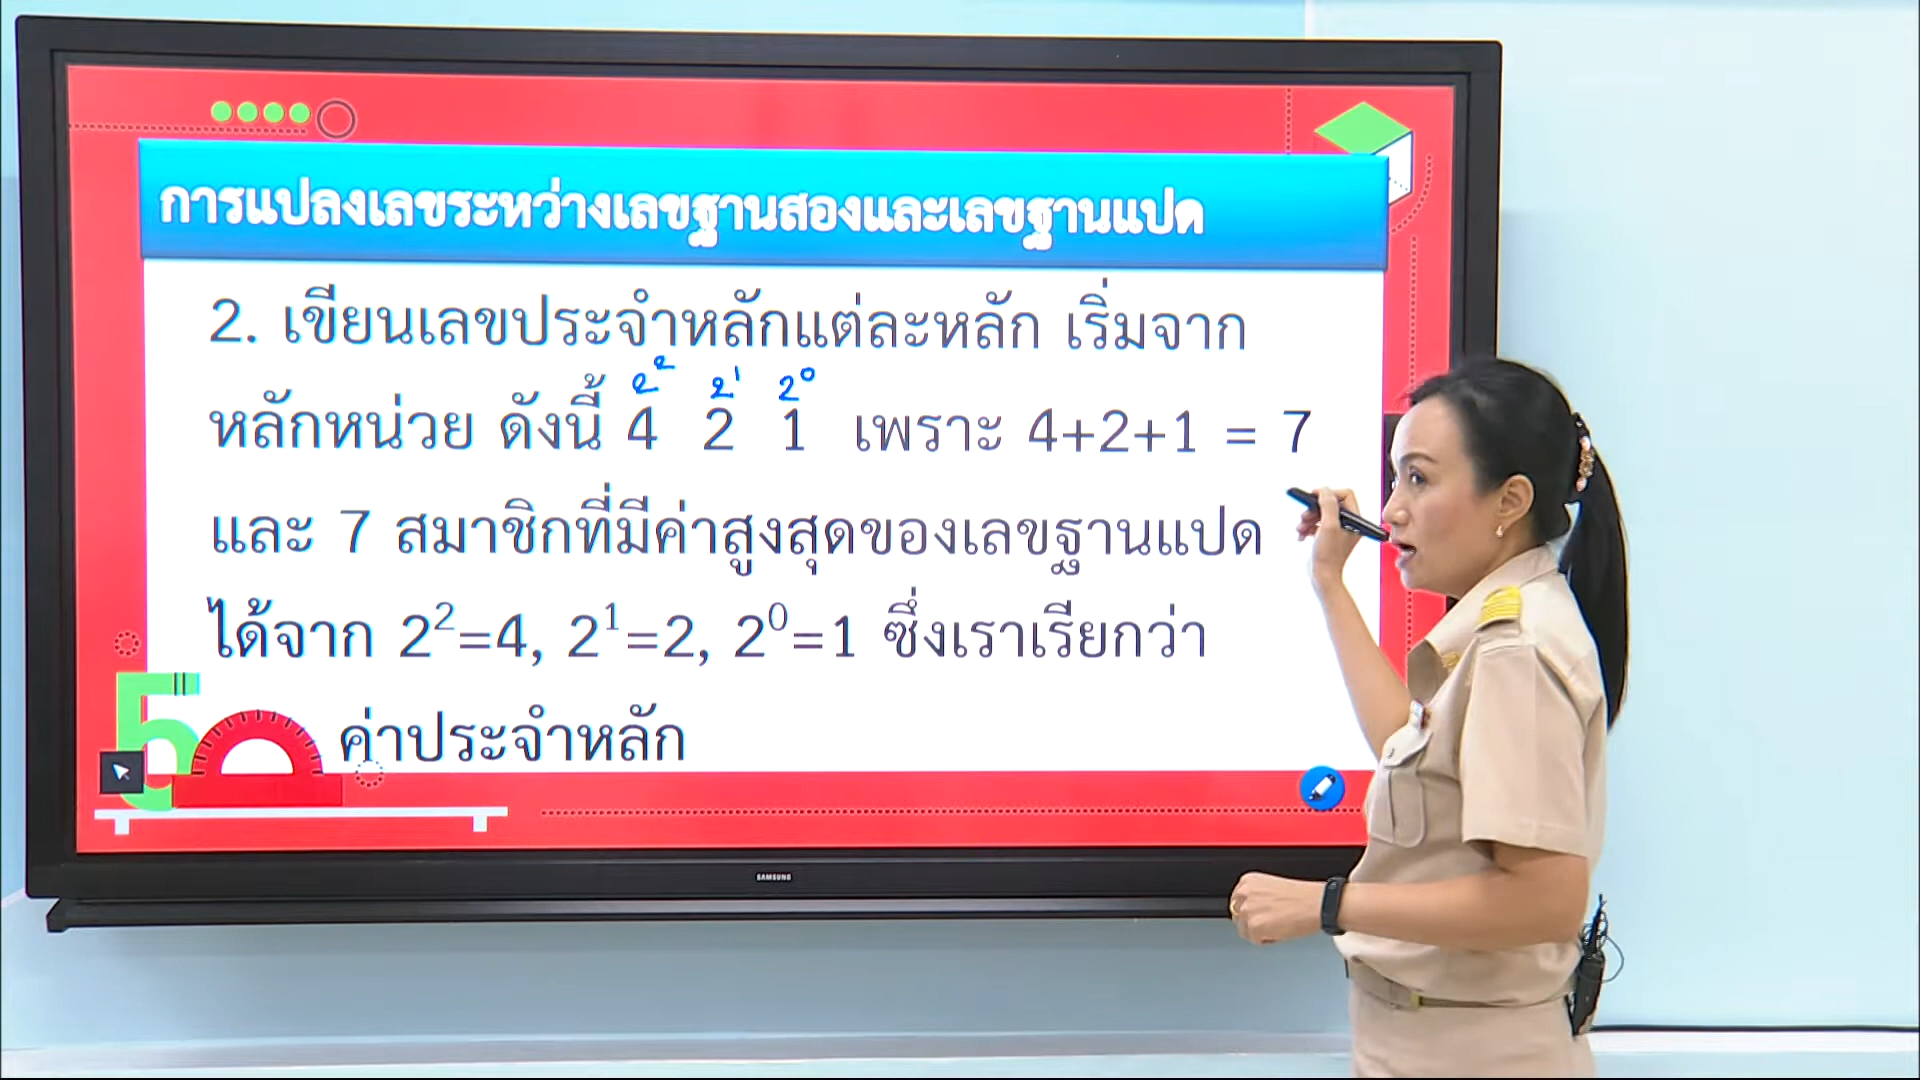 การแปลงเลขระหว่างเลขฐานสองและเลขฐานแปด
2. เขียนเลขประจำหลักแต่ละหลัก เริ่มจาก
2² 2¹ 2⁰
หลักหน่วย ดังนี้ 4 2 1 เพราะ 4+2+1 = 7
และ 7 สมาชิกที่มีค่าสูงสุดของเลขฐานแปด
ได้จาก 2²=4, 2¹=2, 2⁰=1 ซึ่งเราเรียกว่า
ค่าประจำหลัก
5
SAMSUNG